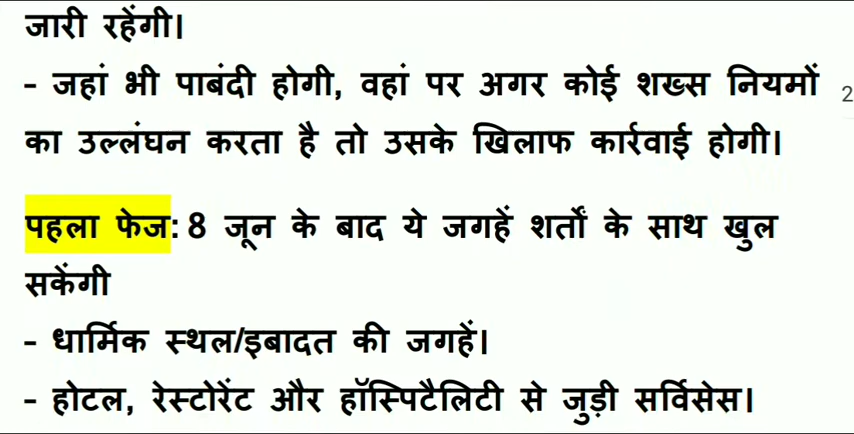 जारी रहेंगी।
- जहां भी पाबंदी होगी, वहां पर अगर कोई शख्स नियमों
2
का उल्लंघन करता है तो उसके खिलाफ कार्रवाई होगी।
पहला फेज: 8 जून के बाद ये जगहें शर्तों के साथ खुल
सकेंगी
- धार्मिक स्थल/इबादत की जगहें।
- होटल, रेस्टोरेंट और हॉस्पिटैलिटी से जुड़ी सर्विसेस।